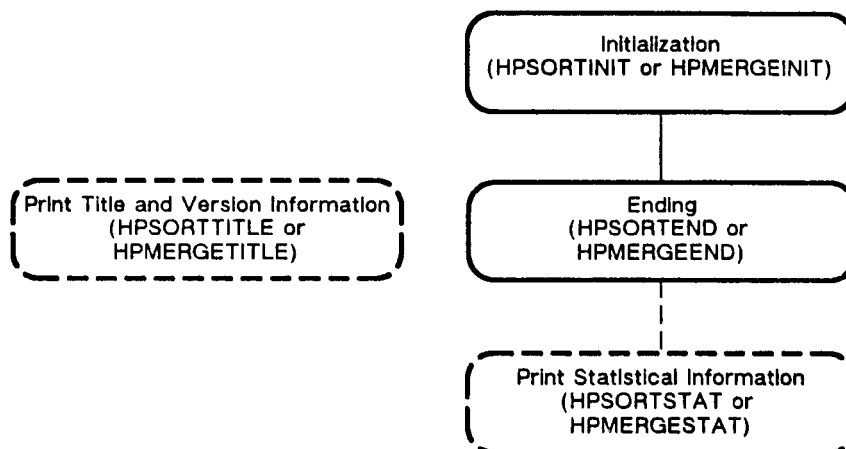 Initialization
(HPSORTINIT or HPMERGEINIT)
Print Title and Version Information
(HPSORTTITLE or
HPMERGETITLE)
Ending
(HPSORTEND or
HPMERGEEND)
Print Statistical Information
(HPSORTSTAT or
HPMERGESTAT)